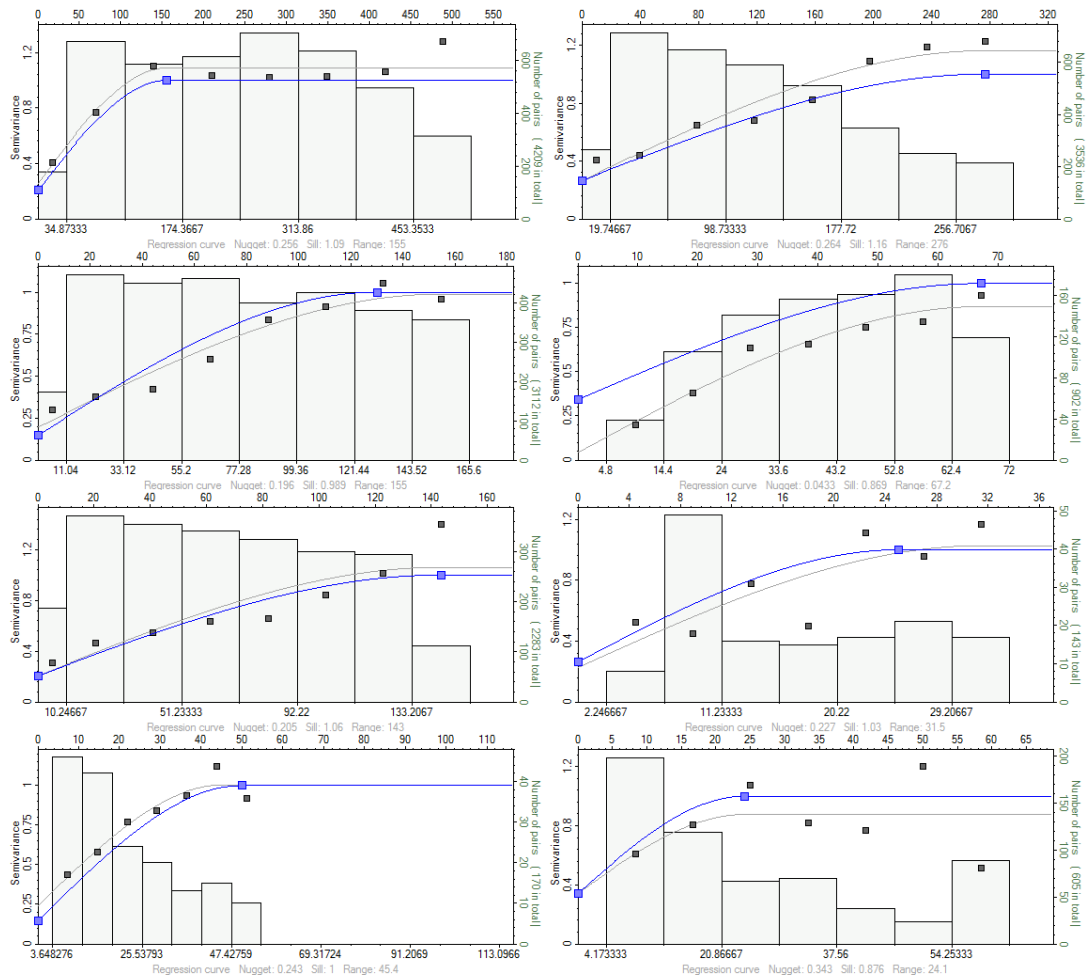 0 50 100 150 200 250 300 350 400 450 500 550
Semivariance
0 0.4 0.8 1.2
0 200 400 600
Number of pairs ( 4209 in total)
34.87333 174.3667 313.86 453.3533
Regression curve Nugget: 0.256 Sill: 1.09 Range: 155
0 40 80 120 160 200 240 280 320
Semivariance
0 0.4 0.8 1.2
0 200 400 600
Number of pairs ( 3536 in total)
19.74667 98.73333 177.72 256.7067
Regression curve Nugget: 0.264 Sill: 1.16 Range: 276
0 20 40 60 80 100 120 140 160 180
Semivariance
0 0.25 0.5 0.75 1
0 100 200 300 400
Number of pairs ( 3112 in total)
11.04 33.12 55.2 77.28 99.36 121.44 143.52 165.6
Regression curve Nugget: 0.196 Sill: 0.989 Range: 155
0 10 20 30 40 50 60 70
Semivariance
0 0.25 0.5 0.75 1
0 40 80 120 160
Number of pairs ( 902 in total)
4.8 14.4 24 33.6 43.2 52.8 62.4 72
Regression curve Nugget: 0.0433 Sill: 0.869 Range: 67.2
0 20 40 60 80 100 120 140 160
Semivariance
0 0.4 0.8 1.2
0 100 200 300
Number of pairs ( 2283 in total)
10.24667 51.23333 92.22 133.2067
Regression curve Nugget: 0.205 Sill: 1.06 Range: 143
0 4 8 12 16 20 24 28 32 36
Semivariance
0 0.4 0.8 1.2
0 10 20 30 40 50
Number of pairs ( 143 in total)
2.246667 11.23333 20.22 29.20667
Regression curve Nugget: 0.227 Sill: 1.03 Range: 31.5
0 10 20 30 40 50 60 70 80 90 100 110
Semivariance
0 0.25 0.5 0.75 1
0 10 20 30 40
Number of pairs ( 170 in total)
3.648276 25.53793 47.42759 69.31724 91.2069 113.0966
Regression curve Nugget: 0.243 Sill: 1 Range: 45.4
0 5 10 15 20 25 30 35 40 45 50 55 60 65
Semivariance
0 0.4 0.8 1.2
0 50 100 150 200
Number of pairs ( 605 in total)
4.173333 20.86667 37.56 54.25333
Regression curve Nugget: 0.343 Sill: 0.876 Range: 24.1